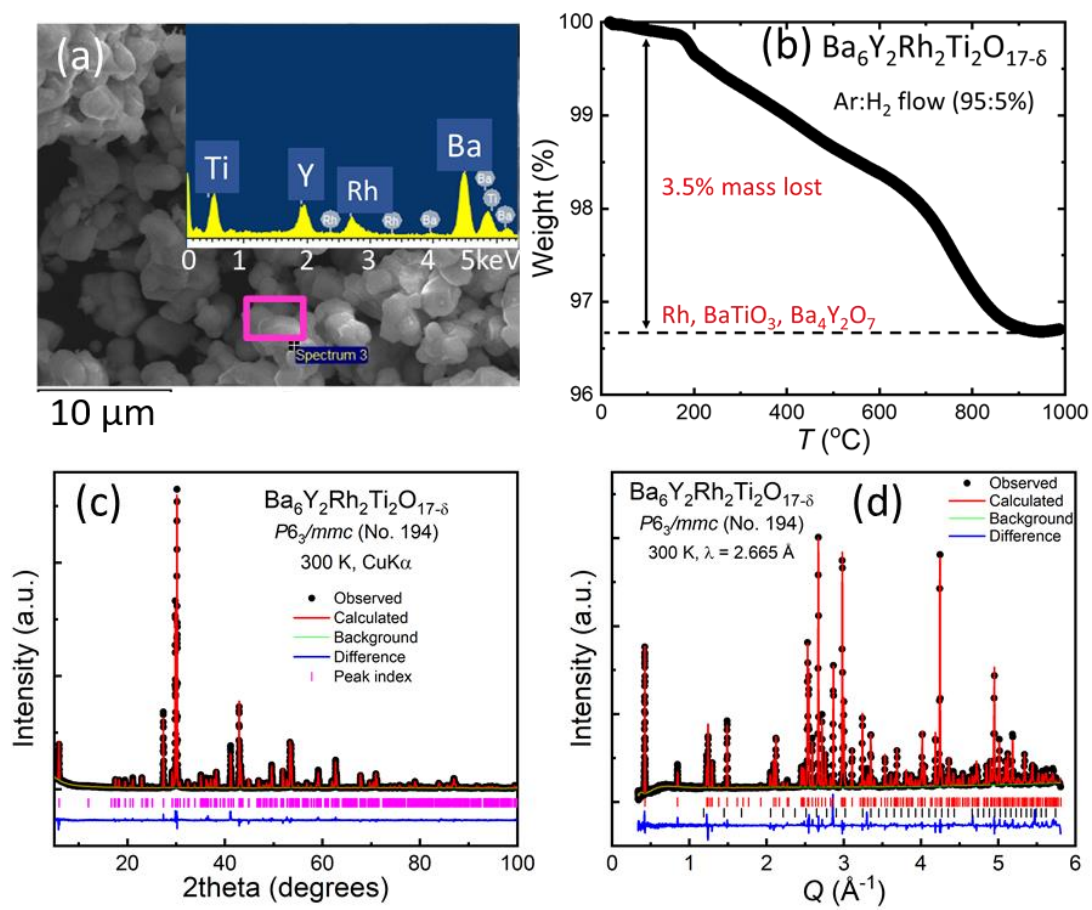 (a)
Ti
Y
Rh
Ba
Rh
Rh
Ba
Ba
Ti
Ba
0 1 2 3 4 5keV
Spectrum 3
10 µm
(b)
Ba₆Y₂Rh₂Ti₂O₁₇₋δ
Ar:H₂ flow (95:5%)
3.5% mass lost
Rh, BaTiO₃, Ba₄Y₂O₇
Weight (%)
100
99
98
97
96
0 200 400 600 800 1000
T (°C)
(c)
Ba₆Y₂Rh₂Ti₂O₁₇₋δ
P6₃/mmc (No. 194)
300 K, CuKα
Observed
Calculated
Background
Difference
Peak index
Intensity (a.u.)
20 40 60 80 100
2theta (degrees)
(d)
Ba₆Y₂Rh₂Ti₂O₁₇₋δ
P6₃/mmc (No. 194)
300 K, λ = 2.665 Å
Observed
Calculated
Background
Difference
Intensity (a.u.)
0 1 2 3 4 5 6
Q (Å⁻¹)